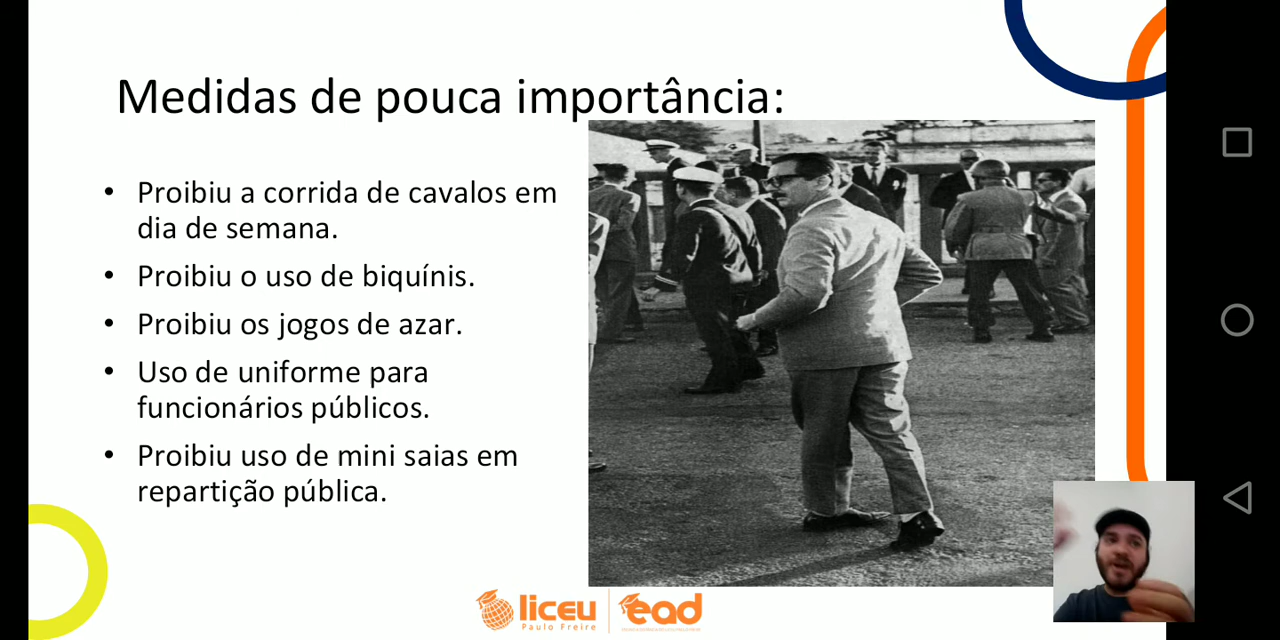 Medidas de pouca importância:
• Proibiu a corrida de cavalos em
dia de semana.
• Proibiu o uso de biquínis.
• Proibiu os jogos de azar.
• Uso de uniforme para
funcionários públicos.
• Proibiu uso de mini saias em
repartição pública.
liceu
Paulo Freire
ead